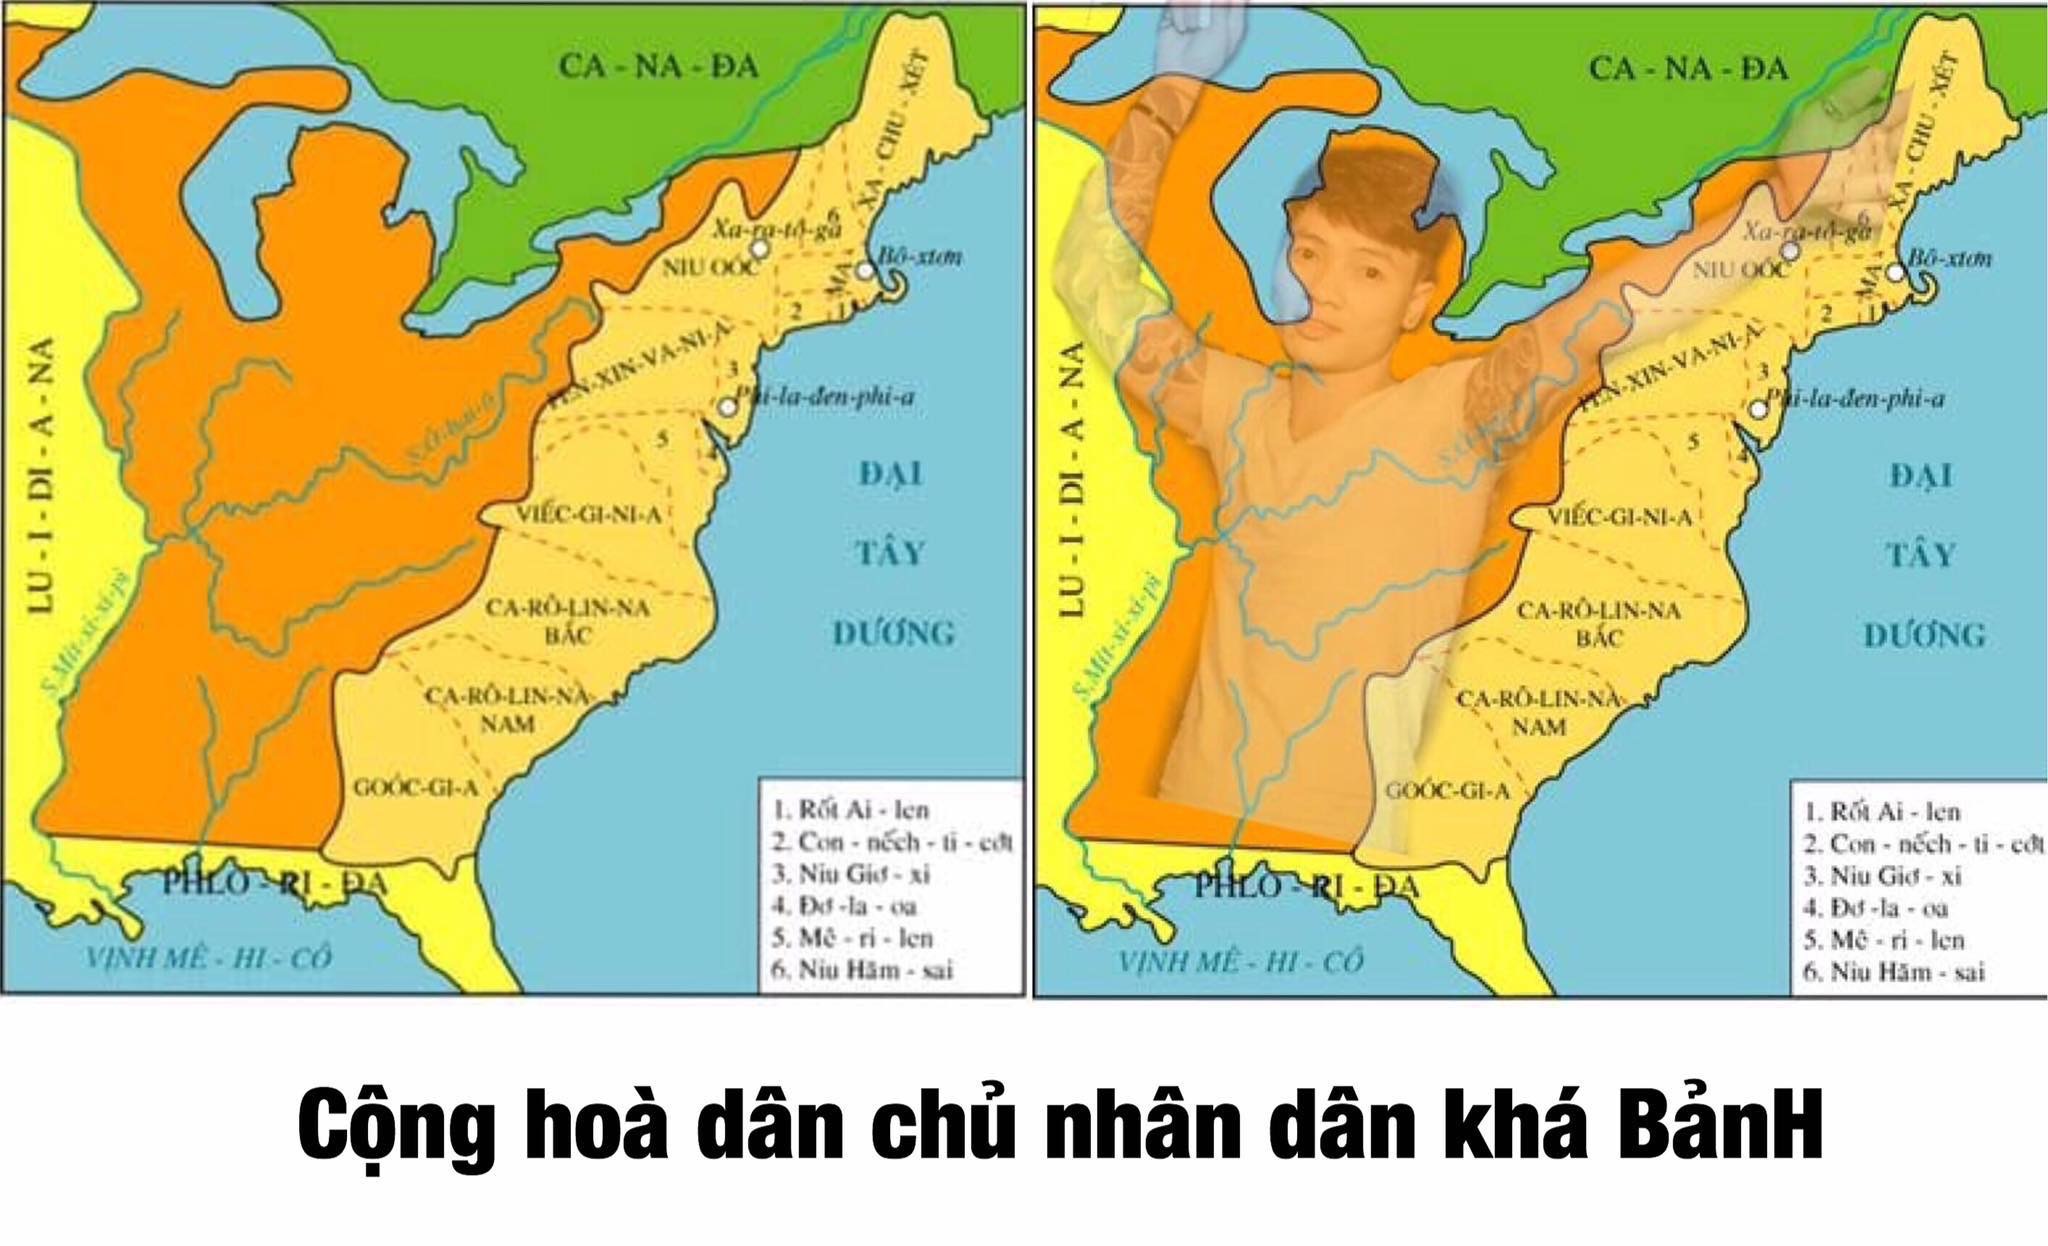 CA - NA - ĐA
XA - CHU - XÉT
6
Xa-ra-tô-ga
NIU OÓC
Bô-xtơn
MA
2
1
PEN-XIN-VA-NI-A
3
Phi-la-đen-phi-a
S.Ô-hai-ô
5
4
LU - I - DI - A - NA
ĐẠI
TÂY
DƯƠNG
VIẾC-GI-NI-A
CA-RÔ-LIN-NA
BẮC
S.Mít-xi-xi-pi
CA-RÔ-LIN-NA
NAM
GOÓC-GI-A
1. Rốt Ai - len
2. Con - nếch - ti - cớt
3. Niu Giơ - xi
4. Đơ -la - oa
5. Mê - ri - len
6. Niu Hăm - sai
PHLO - RI - ĐA
VỊNH MÊ - HI - CÔ
CA - NA - ĐA
XA - CHU - XÉT
6
Xa-ra-tô-ga
NIU OÓC
Bô-xtơn
MA
2
1
PEN-XIN-VA-NI-A
3
Phi-la-đen-phi-a
5
4
LU - I - DI - A - NA
ĐẠI
TÂY
DƯƠNG
VIẾC-GI-NI-A
CA-RÔ-LIN-NA
BẮC
S.Mít-xi-xi-pi
CA-RÔ-LIN-NA
NAM
GOÓC-GI-A
1. Rốt Ai - len
2. Con - nếch - ti - cớt
3. Niu Giơ - xi
4. Đơ -la - oa
5. Mê - ri - len
6. Niu Hăm - sai
PHLO - RI - ĐA
VỊNH MÊ - HI - CÔ
Cộng hoà dân chủ nhân dân khá BảnH